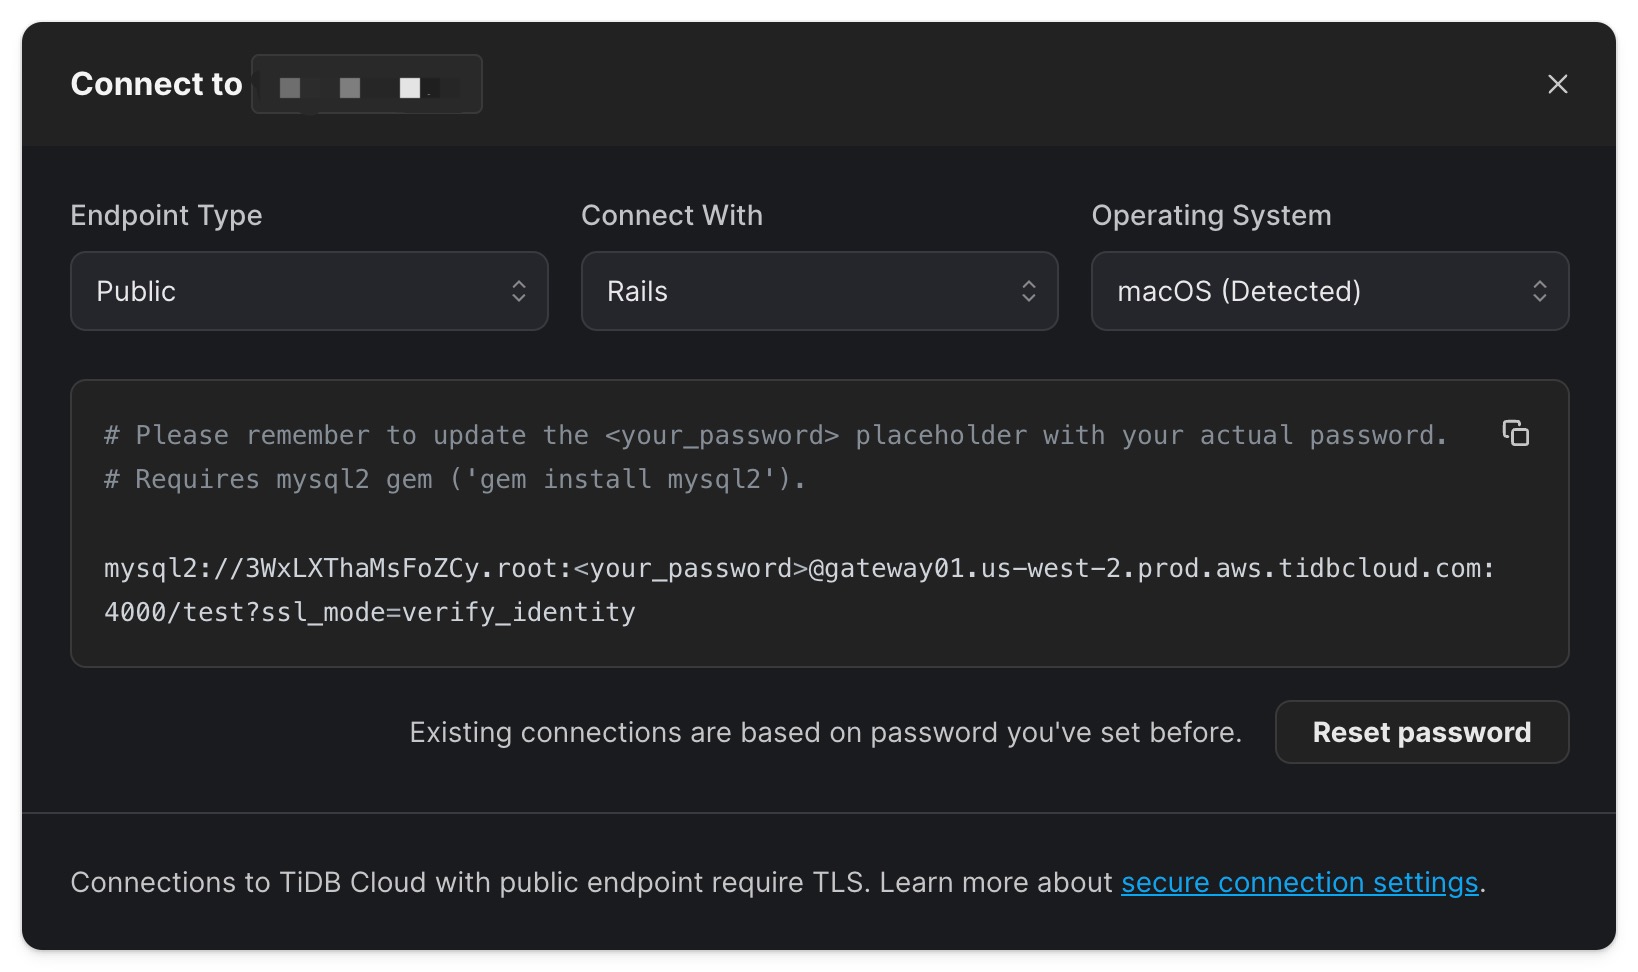 Connect to
Endpoint Type
Connect With
Operating System
Public
Rails
macOS (Detected)
# Please remember to update the <your_password> placeholder with your actual password.
# Requires mysql2 gem ('gem install mysql2').
mysql2://3WxLXThaMsFoZCy.root:<your_password>@gateway01.us-west-2.prod.aws.tidbcloud.com:
4000/test?ssl_mode=verify_identity
Existing connections are based on password you've set before.
Reset password
Connections to TiDB Cloud with public endpoint require TLS. Learn more about secure connection settings.